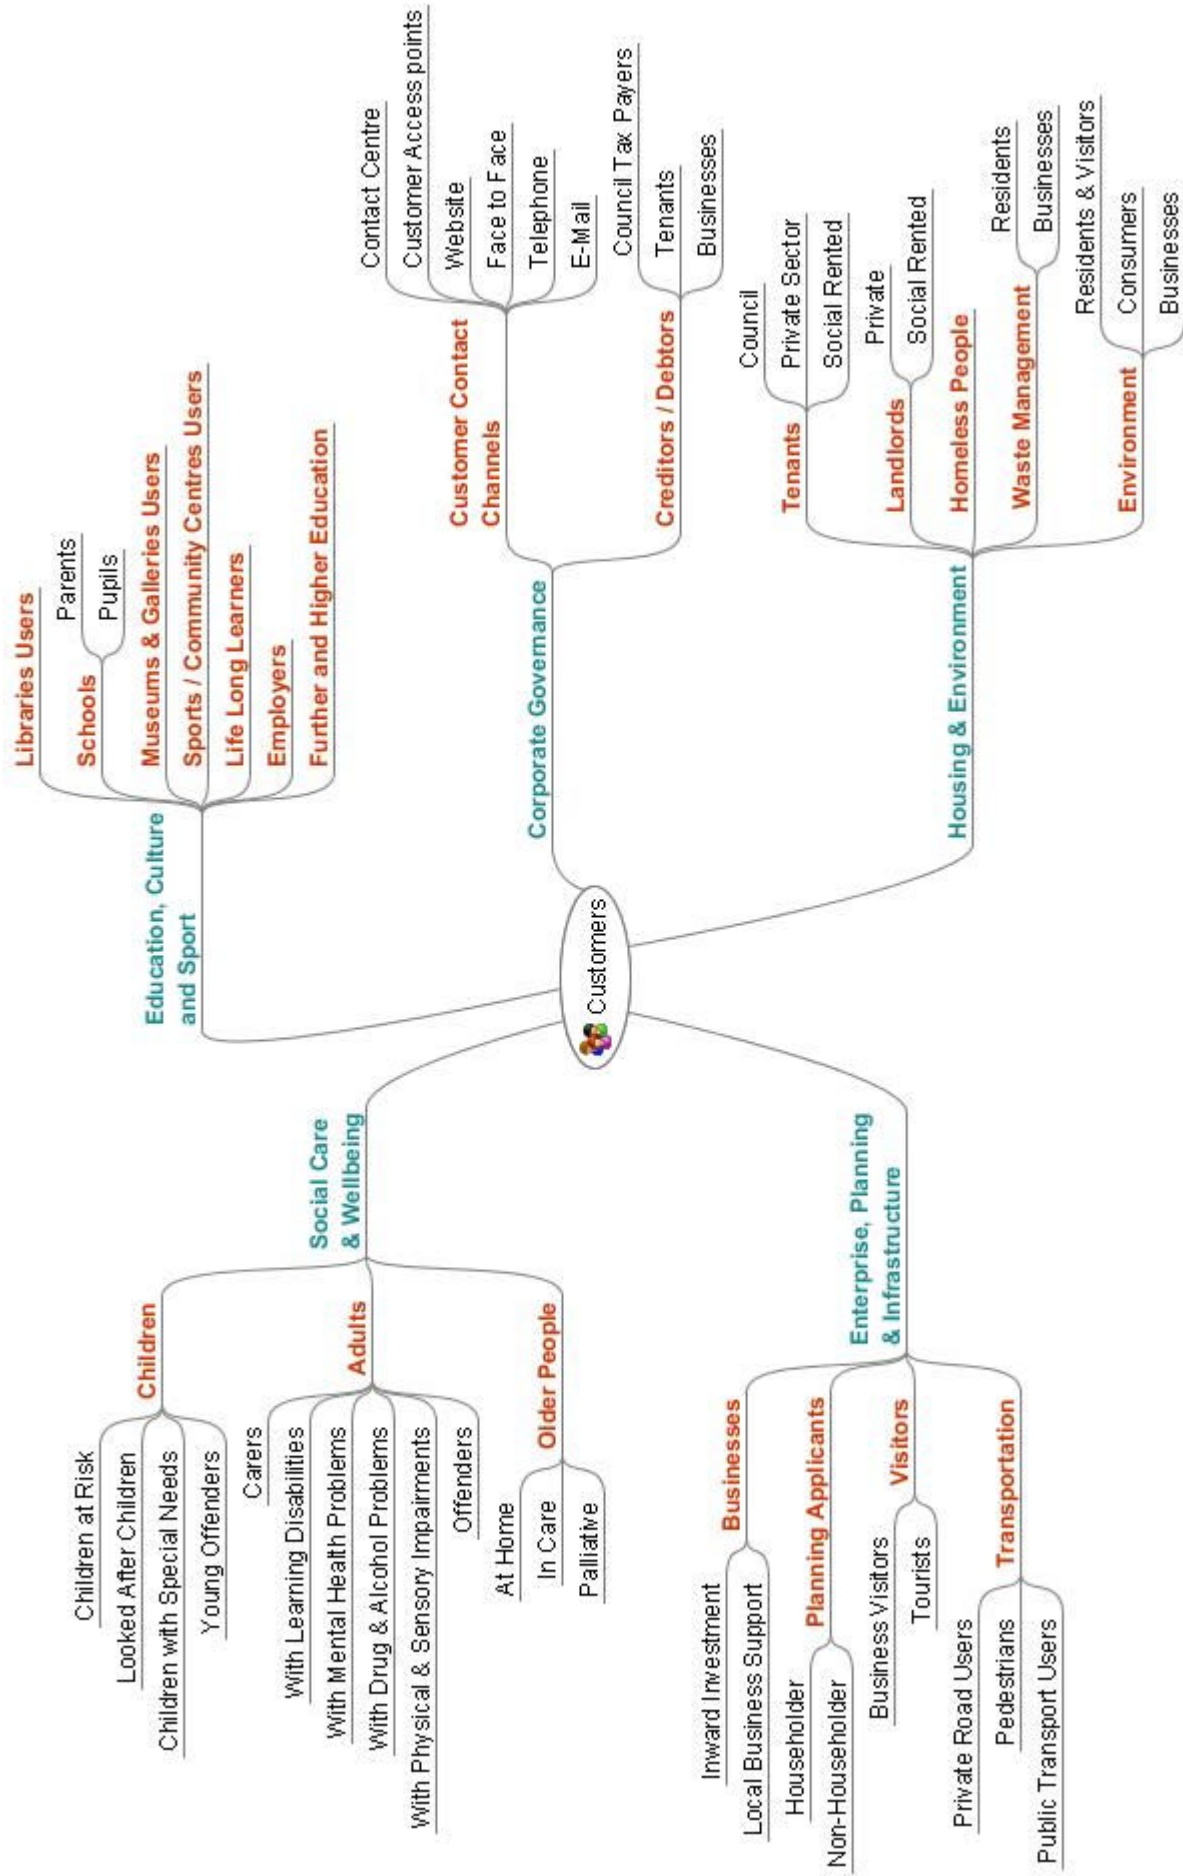 Customers
Social Care
& Wellbeing
Children
Children at Risk
Looked After Children
Children with Special Needs
Young Offenders
Adults
Carers
With Learning Disabilities
With Mental Health Problems
With Drug & Alcohol Problems
With Physical & Sensory Impairments
Offenders
Older People
At Home
In Care
Palliative
Enterprise, Planning
& Infrastructure
Businesses
Inward Investment
Local Business Support
Planning Applicants
Householder
Non-Householder
Visitors
Business Visitors
Tourists
Transportation
Private Road Users
Pedestrians
Public Transport Users
Education, Culture
and Sport
Libraries Users
Schools
Parents
Pupils
Museums & Galleries Users
Sports / Community Centres Users
Life Long Learners
Employers
Further and Higher Education
Corporate Governance
Customer Contact
Channels
Contact Centre
Customer Access points
Website
Face to Face
Telephone
E-Mail
Creditors / Debtors
Council Tax Payers
Tenants
Businesses
Housing & Environment
Tenants
Council
Private Sector
Social Rented
Landlords
Private
Social Rented
Homeless People
Waste Management
Residents
Businesses
Environment
Residents & Visitors
Consumers
Businesses